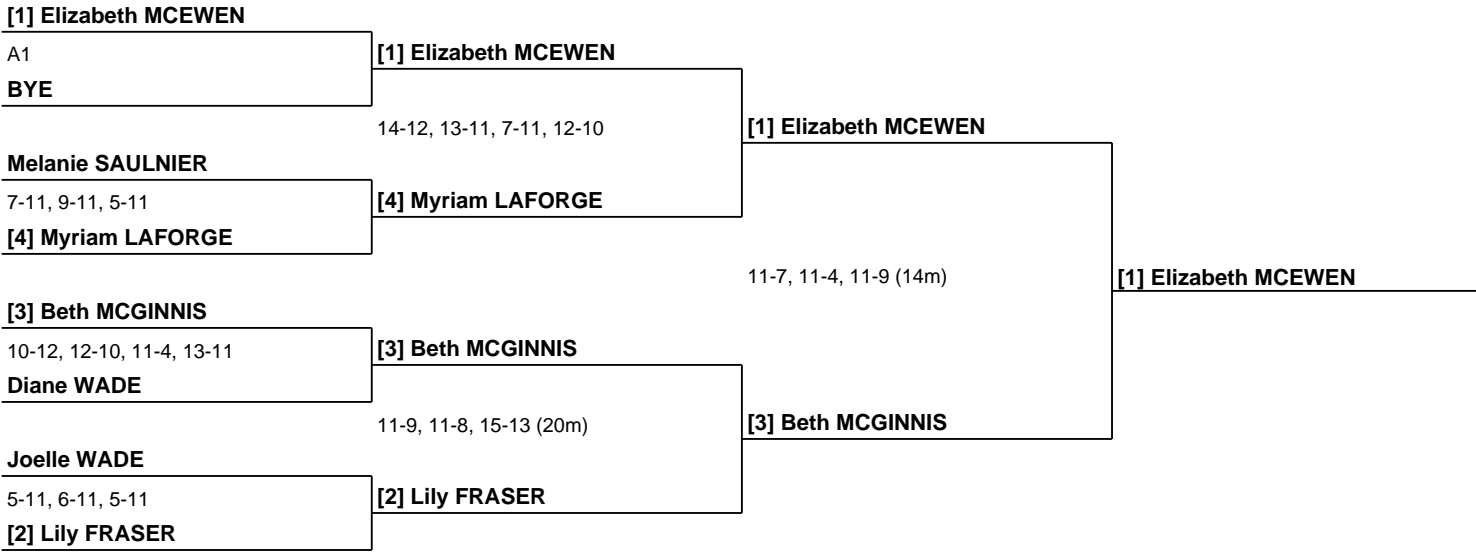 [1] Elizabeth MCEWEN
A1
BYE
Melanie SAULNIER
7-11, 9-11, 5-11
[4] Myriam LAFORGE
[3] Beth MCGINNIS
10-12, 12-10, 11-4, 13-11
Diane WADE
Joelle WADE
5-11, 6-11, 5-11
[2] Lily FRASER
[1] Elizabeth MCEWEN
14-12, 13-11, 7-11, 12-10
[4] Myriam LAFORGE
[3] Beth MCGINNIS
11-9, 11-8, 15-13 (20m)
[2] Lily FRASER
[1] Elizabeth MCEWEN
11-7, 11-4, 11-9 (14m)
[3] Beth MCGINNIS
[1] Elizabeth MCEWEN